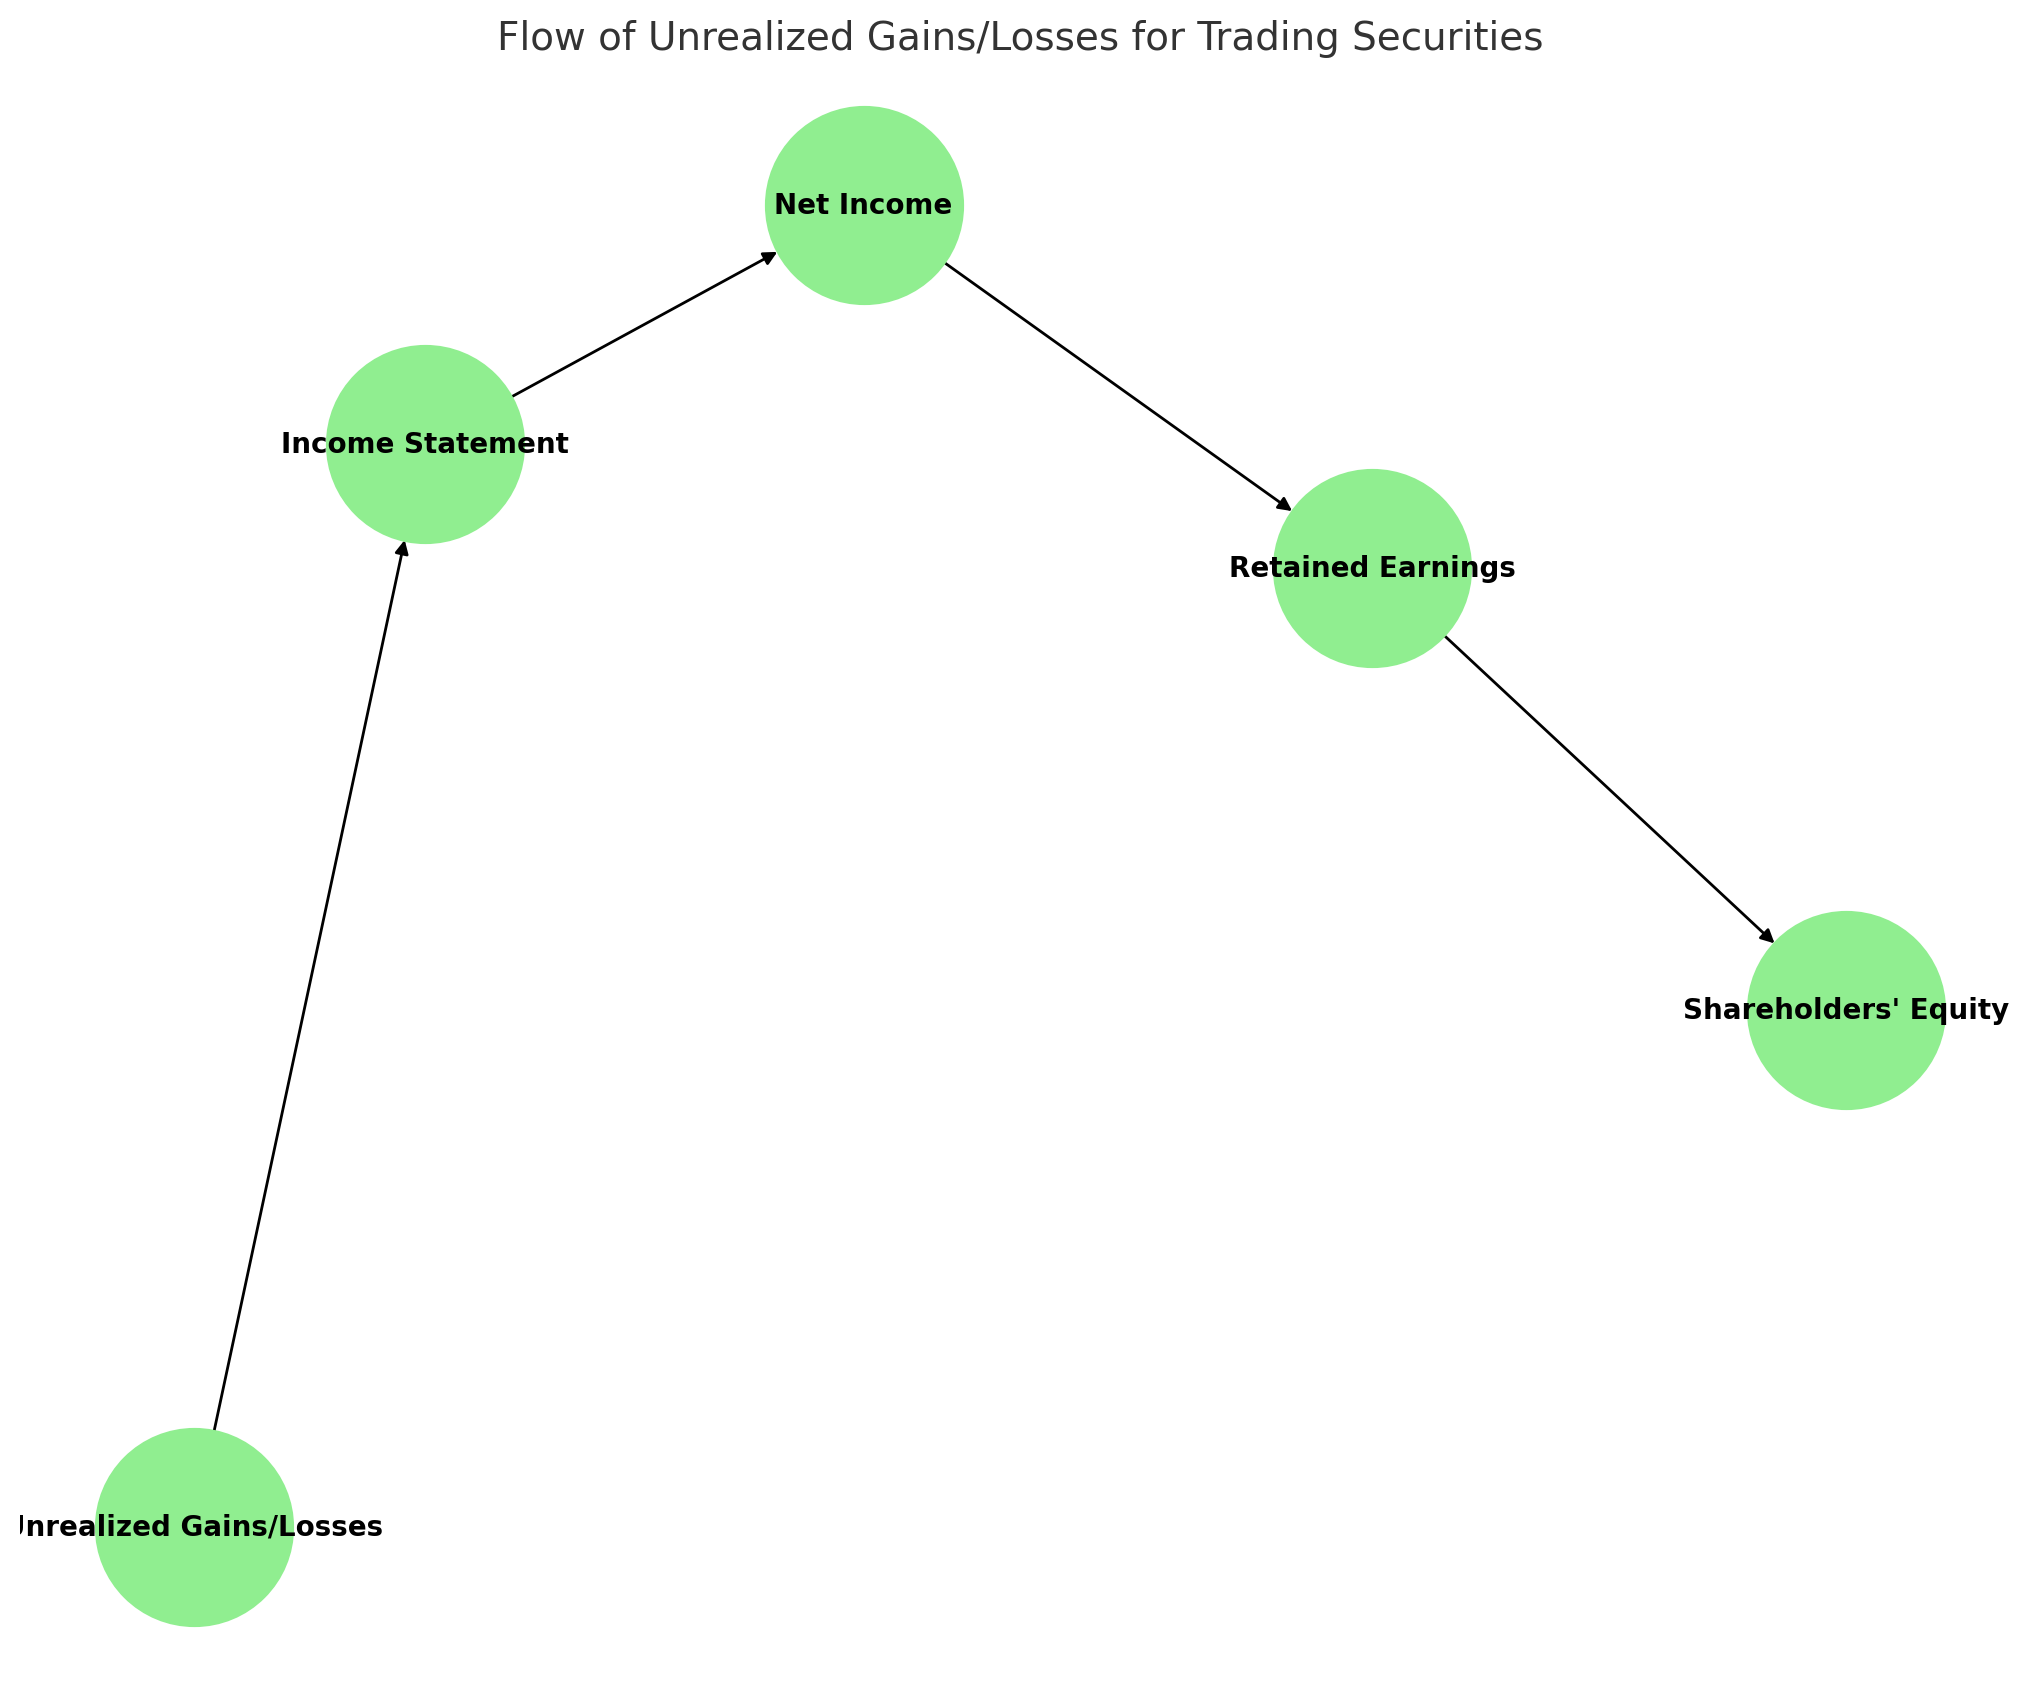 Flow of Unrealized Gains/Losses for Trading Securities
Net Income
Income Statement
Retained Earnings
Shareholders' Equity
Unrealized Gains/Losses